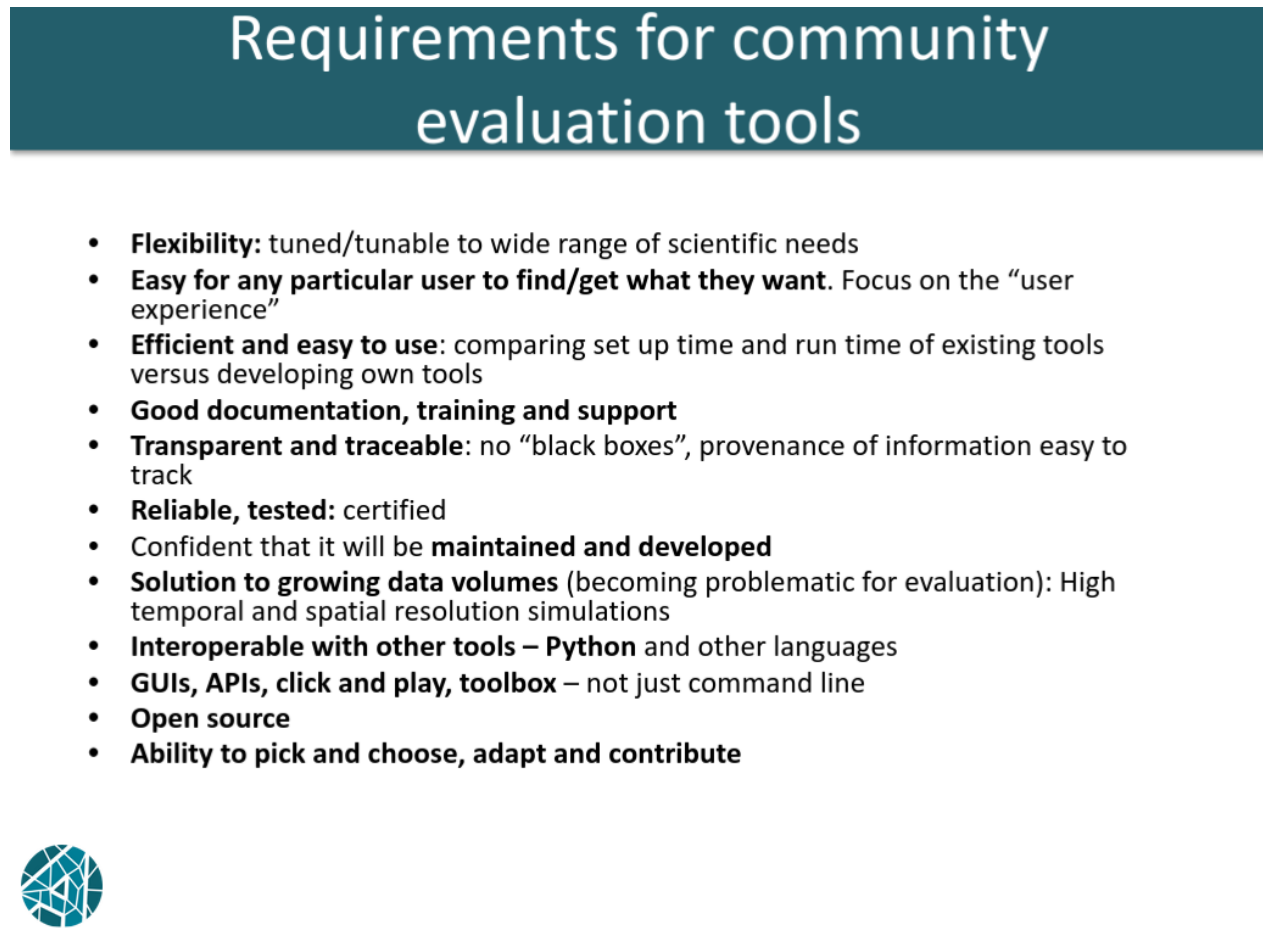 Requirements for community
evaluation tools
• Flexibility: tuned/tunable to wide range of scientific needs
• Easy for any particular user to find/get what they want. Focus on the “user
experience”
• Efficient and easy to use: comparing set up time and run time of existing tools
versus developing own tools
• Good documentation, training and support
• Transparent and traceable: no “black boxes”, provenance of information easy to
track
• Reliable, tested: certified
• Confident that it will be maintained and developed
• Solution to growing data volumes (becoming problematic for evaluation): High
temporal and spatial resolution simulations
• Interoperable with other tools – Python and other languages
• GUIs, APIs, click and play, toolbox – not just command line
• Open source
• Ability to pick and choose, adapt and contribute